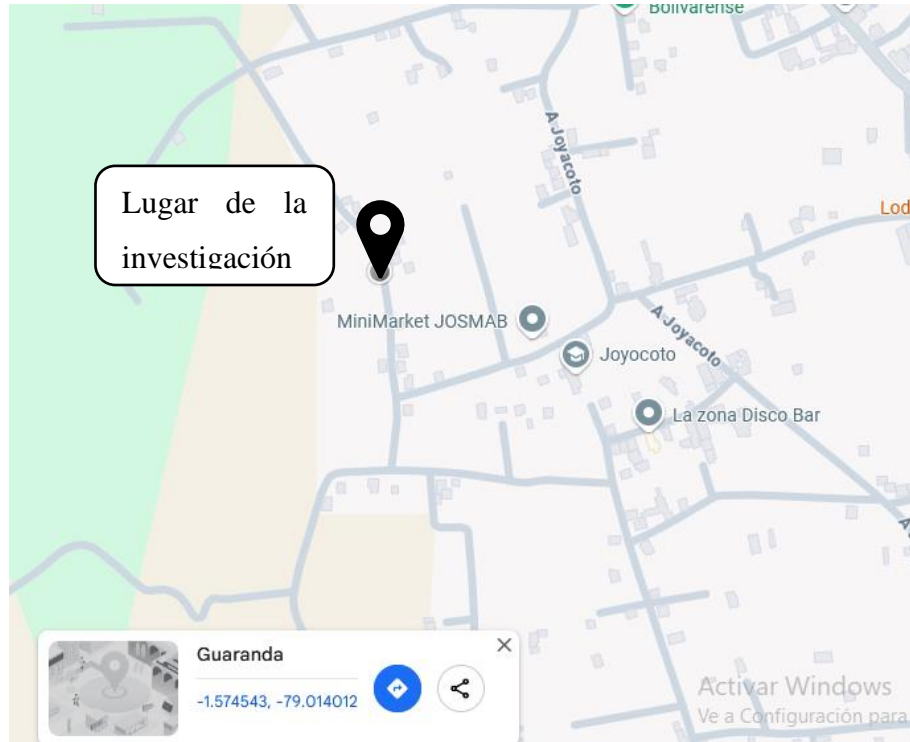 Bolivarense
A Joyacoto
Lugar de la
investigación
Lod
MiniMarket JOSMAB
A Joyacoto
Joyocoto
La zona Disco Bar
A
Guaranda
-1.574543, -79.014012
Activar Windows
Ve a Configuración para